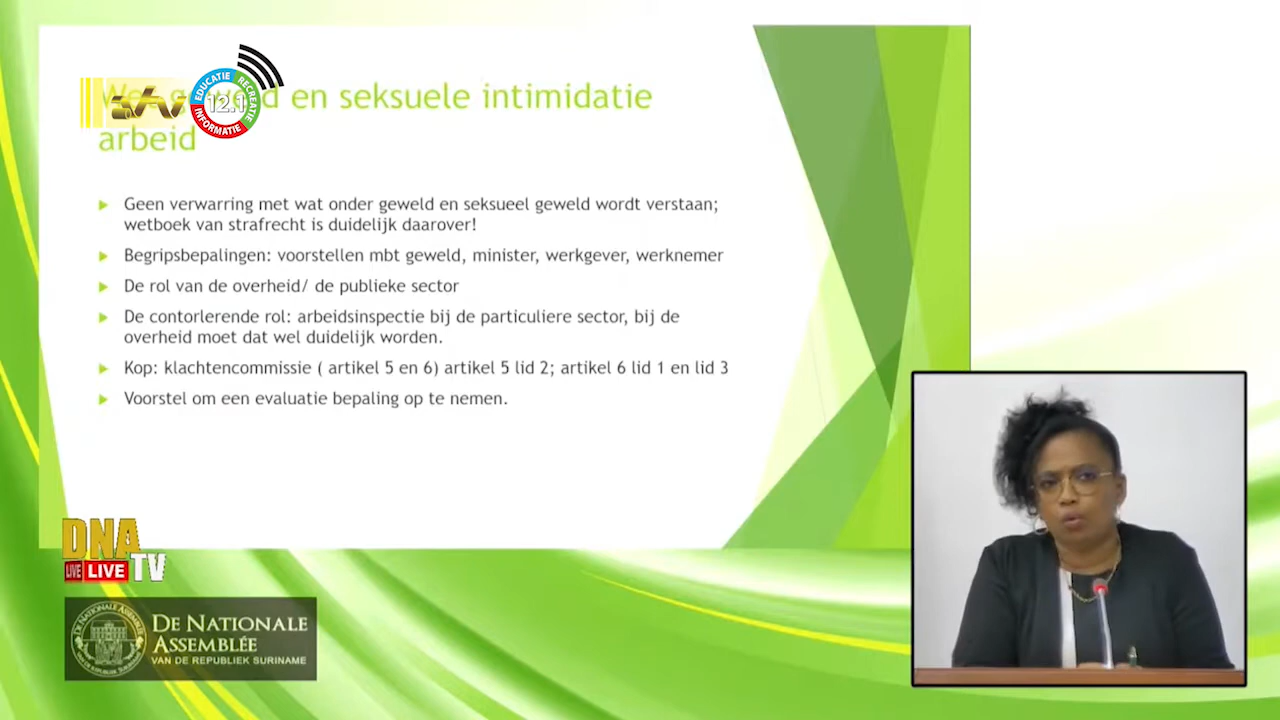 en seksuele intimidatie
arbeid
EDUCATIE
RECREATIE
INFORMATIE
12.1
Geen verwarring met wat onder geweld en seksueel geweld wordt verstaan;
wetboek van strafrecht is duidelijk daarover!
Begripsbepalingen: voorstellen mbt geweld, minister, werkgever, werknemer
De rol van de overheid/ de publieke sector
De contorlerende rol: arbeidsinspectie bij de particuliere sector, bij de
overheid moet dat wel duidelijk worden.
Kop: klachtencommissie ( artikel 5 en 6) artikel 5 lid 2; artikel 6 lid 1 en lid 3
Voorstel om een evaluatie bepaling op te nemen.
DNA
LIVE LIVE TV
DE NATIONALE
ASSEMBLÉE
VAN DE REPUBLIEK SURINAME